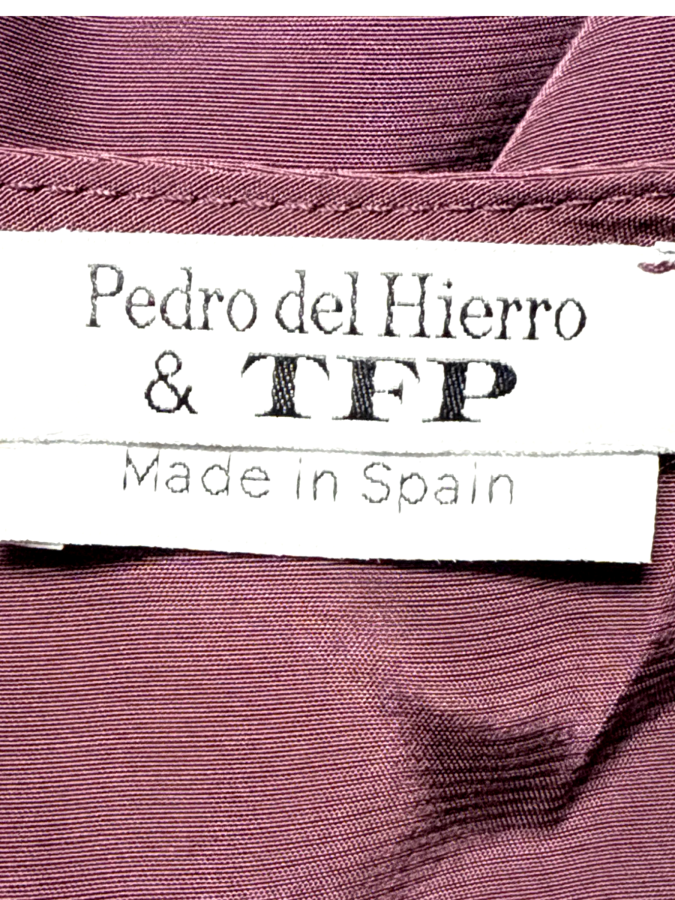 Pedro del Hierro
& TFP
Made in Spain